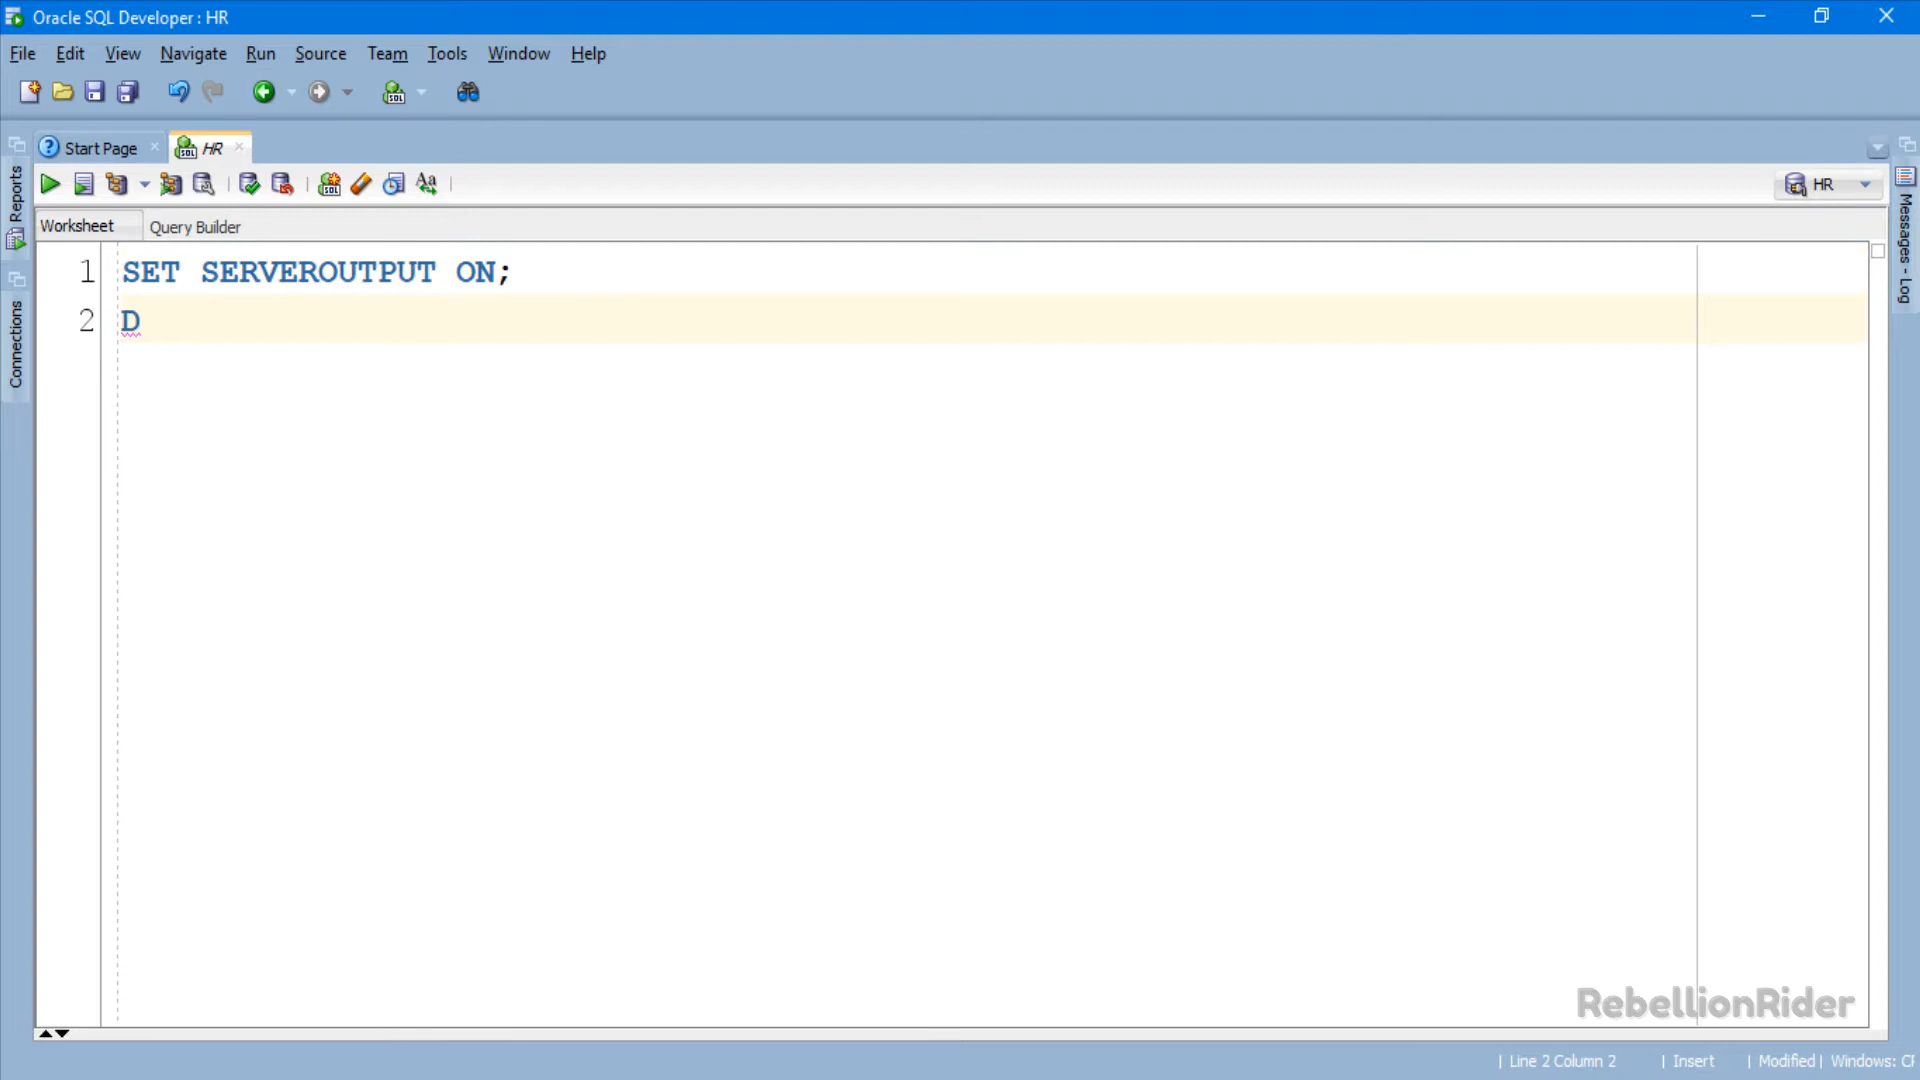 Oracle SQL Developer : HR
File Edit View Navigate Run Source Team Tools Window Help
Start Page HR
HR
Worksheet Query Builder
1 SET SERVEROUTPUT ON;
2 D
Reports
Connections
Messages - Log
RebellionRider
| Line 2 Column 2 | Insert | Modified | Windows: CF